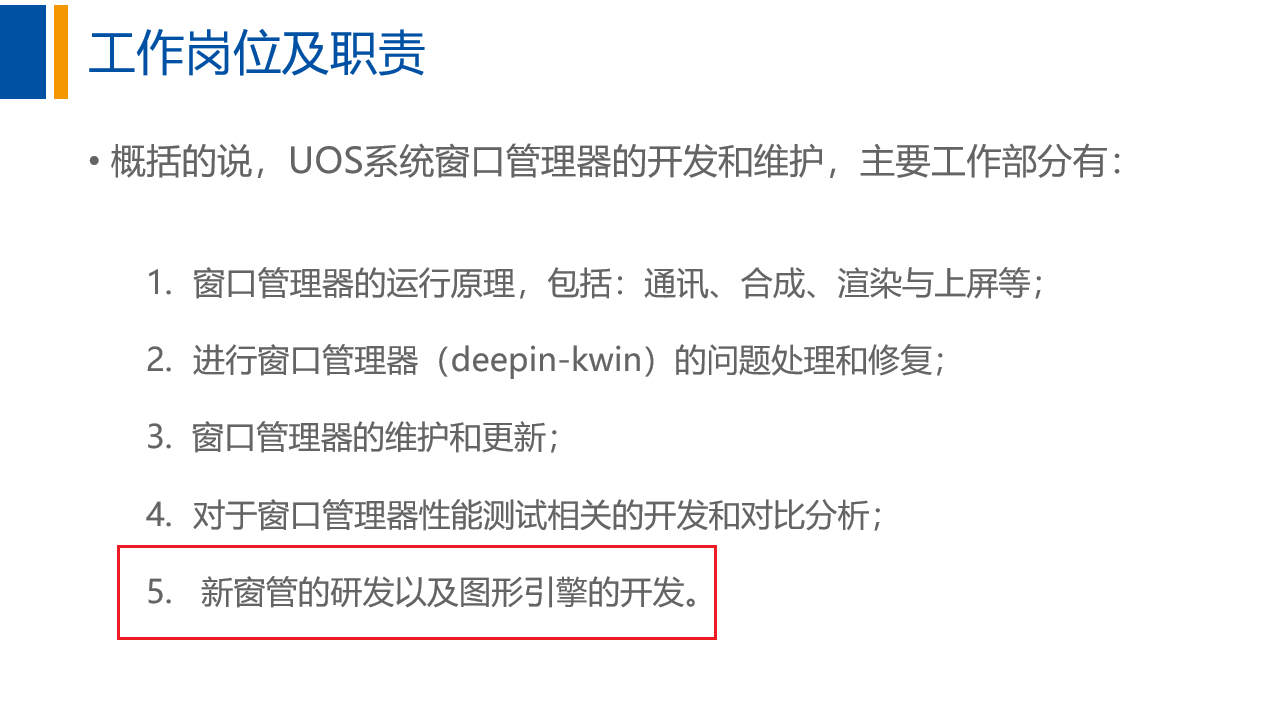 工作岗位及职责
• 概括的说，UOS系统窗口管理器的开发和维护，主要工作部分有：
1. 窗口管理器的运行原理，包括：通讯、合成、渲染与上屏等；
2. 进行窗口管理器（deepin-kwin）的问题处理和修复；
3. 窗口管理器的维护和更新；
4. 对于窗口管理器性能测试相关的开发和对比分析；
5. 新窗管的研发以及图形引擎的开发。